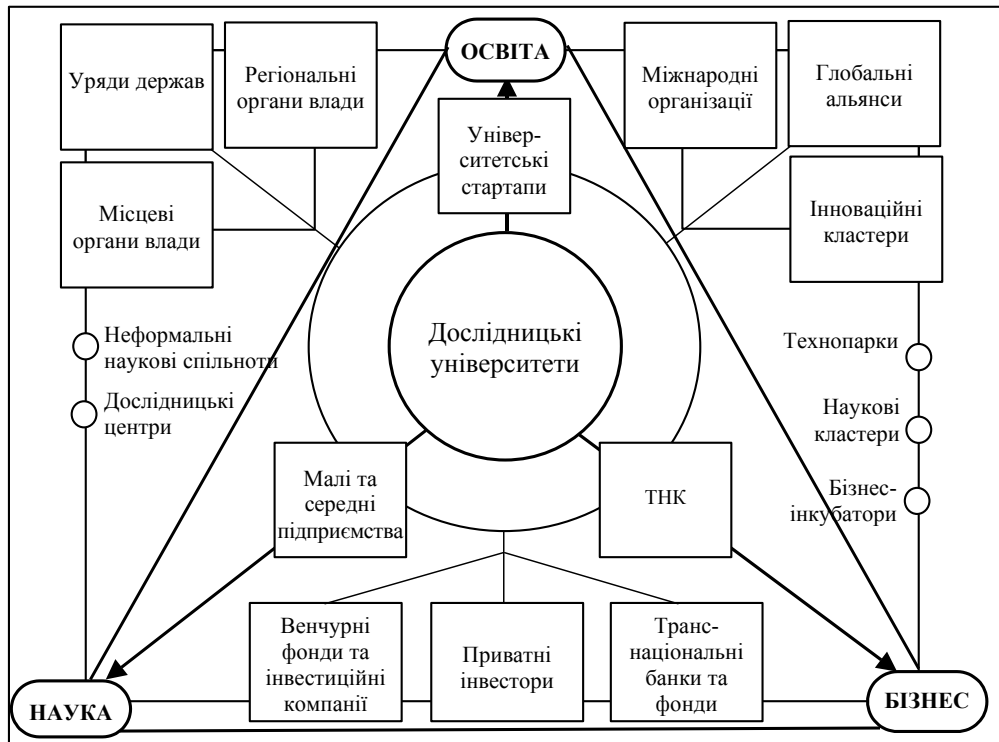 ОСВІТА
Уряди держав
Регіональні
органи влади
Міжнародні
організації
Глобальні
альянси
Універ-
ситетські
стартапи
Місцеві
органи влади
Інноваційні
кластери
Неформальні
наукові спільноти
Дослідницькі
центри
Дослідницькі
університети
Технопарки
Наукові
кластери
Бізнес-
інкубатори
Малі та
середні
підприємства
ТНК
Венчурні
фонди та
інвестиційні
компанії
Приватні
інвестори
Транс-
національні
банки та
фонди
НАУКА
БІЗНЕС